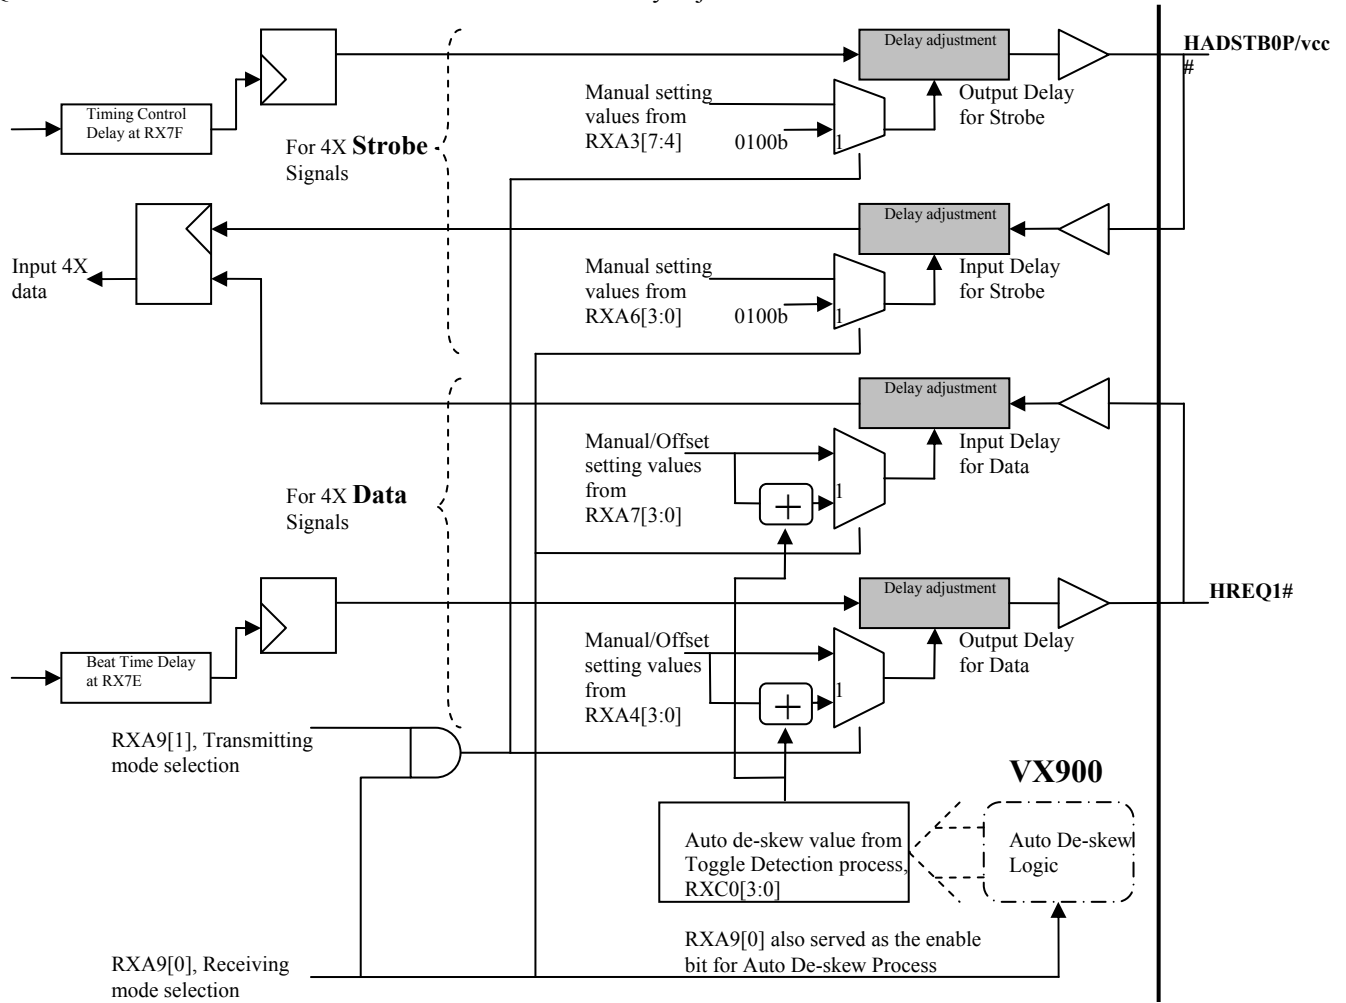 Delay adjustment
HADSTB0P/vcc
#
Manual setting
values from
RXA3[7:4]
0100b
1
Output Delay
for Strobe
Timing Control
Delay at RX7F
For 4X Strobe
Signals
Delay adjustment
Input 4X
data
Manual setting
values from
RXA6[3:0]
0100b
1
Input Delay
for Strobe
Delay adjustment
Manual/Offset
setting values
from
RXA7[3:0]
+
1
Input Delay
for Data
For 4X Data
Signals
Delay adjustment
HREQ1#
Manual/Offset
setting values
from
RXA4[3:0]
+
1
Output Delay
for Data
Beat Time Delay
at RX7E
RXA9[1], Transmitting
mode selection
VX900
Auto de-skew value from
Toggle Detection process,
RXC0[3:0]
Auto De-skew
Logic
RXA9[0] also served as the enable
bit for Auto De-skew Process
RXA9[0], Receiving
mode selection